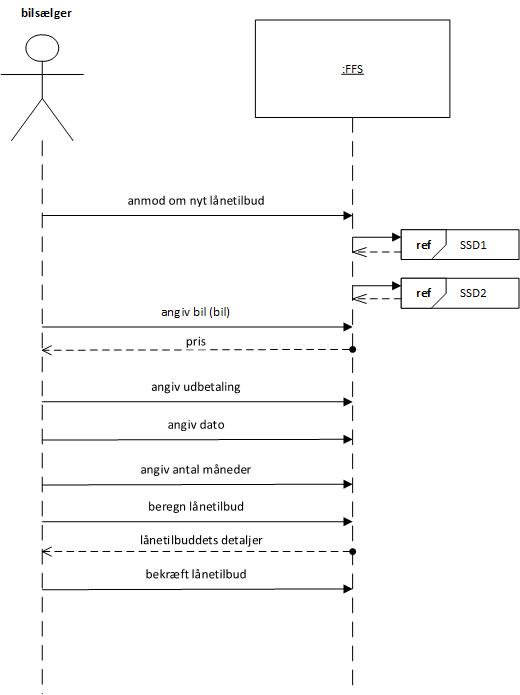 bilsælger
:FFS
anmod om nyt lånetilbud
ref SSD1
ref SSD2
angiv bil (bil)
pris
angiv udbetaling
angiv dato
angiv antal måneder
beregn lånetilbud
lånetilbuddets detaljer
bekræft lånetilbud